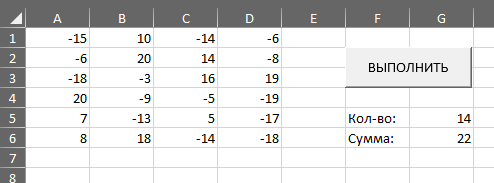 A B C D E F G
1 -15 10 -14 -6
2 -6 20 14 -8
ВЫПОЛНИТЬ
3 -18 -3 16 19
4 20 -9 -5 -19
5 7 -13 5 -17 Кол-во: 14
6 8 18 -14 -18 Сумма: 22
7
8